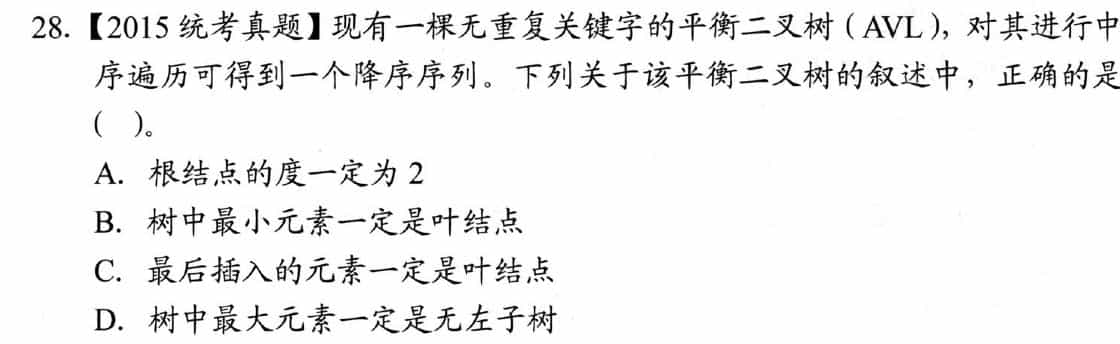 28.【2015 统考真题】现有一棵无重复关键字的平衡二叉树（AVL），对其进行中
序遍历可得到一个降序序列。下列关于该平衡二叉树的叙述中，正确的是
（ ）。
A. 根结点的度一定为 2
B. 树中最小元素一定是叶结点
C. 最后插入的元素一定是叶结点
D. 树中最大元素一定是无左子树